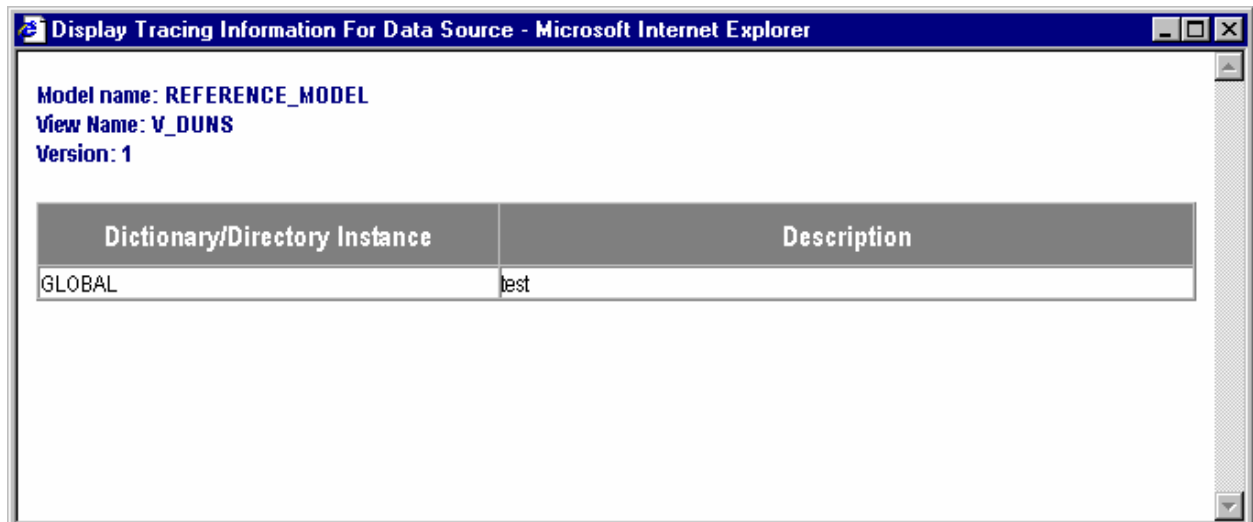 Display Tracing Information For Data Source - Microsoft Internet Explorer
Model name: REFERENCE_MODEL
View Name: V_DUNS
Version: 1
Dictionary/Directory Instance Description
GLOBAL test